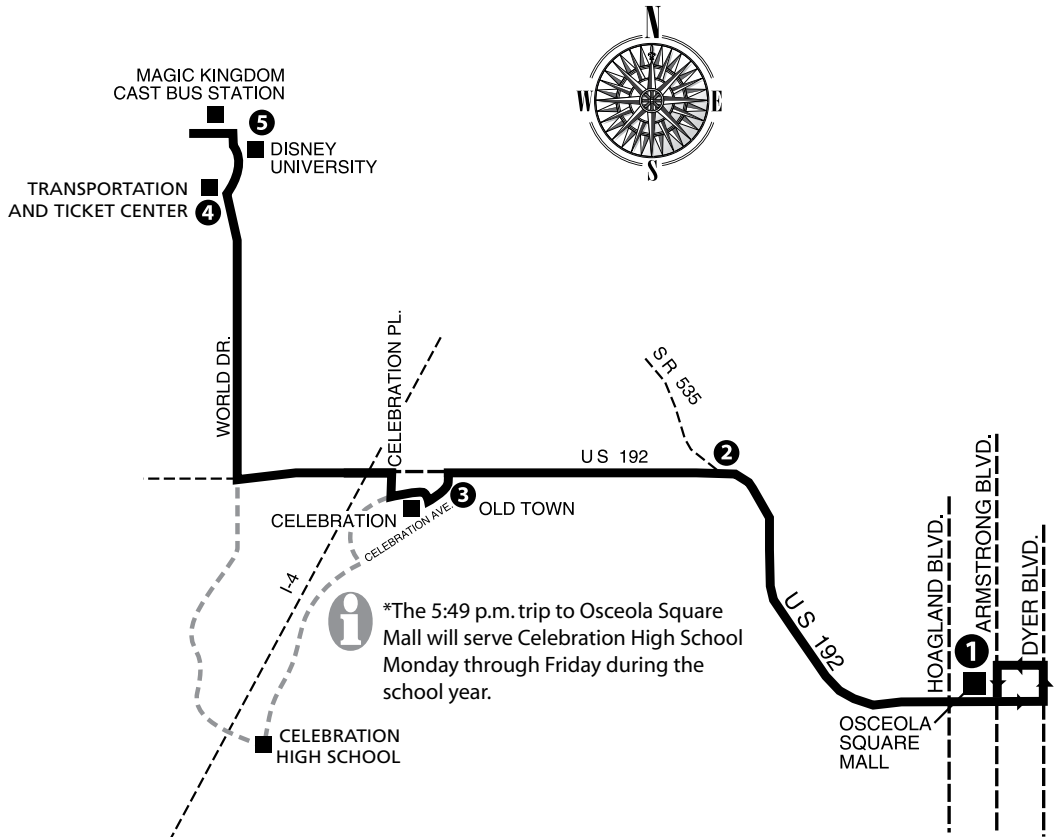 N
W
E
S
MAGIC KINGDOM
CAST BUS STATION
5
DISNEY
UNIVERSITY
TRANSPORTATION
AND TICKET CENTER
4
WORLD DR.
CELEBRATION PL.
SR 535
US 192
2
3
OLD TOWN
CELEBRATION
CELEBRATION AVE.
I-4
i
*The 5:49 p.m. trip to Osceola Square
Mall will serve Celebration High School
Monday through Friday during the
school year.
US 192
HOAGLAND BLVD.
ARMSTRONG BLVD.
DYER BLVD.
1
OSCEOLA
SQUARE
MALL
CELEBRATION
HIGH SCHOOL